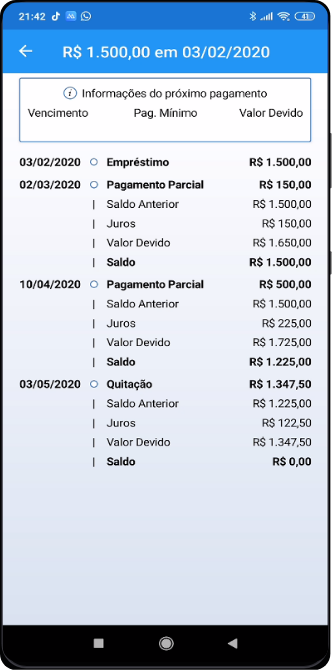 21:42 41
R$ 1.500,00 em 03/02/2020
Informações do próximo pagamento
Vencimento Pag. Mínimo Valor Devido
03/02/2020 Empréstimo R$ 1.500,00
02/03/2020 Pagamento Parcial R$ 150,00
| Saldo Anterior R$ 1.500,00
| Juros R$ 150,00
| Valor Devido R$ 1.650,00
| Saldo R$ 1.500,00
10/04/2020 Pagamento Parcial R$ 500,00
| Saldo Anterior R$ 1.500,00
| Juros R$ 225,00
| Valor Devido R$ 1.725,00
| Saldo R$ 1.225,00
03/05/2020 Quitação R$ 1.347,50
| Saldo Anterior R$ 1.225,00
| Juros R$ 122,50
| Valor Devido R$ 1.347,50
| Saldo R$ 0,00